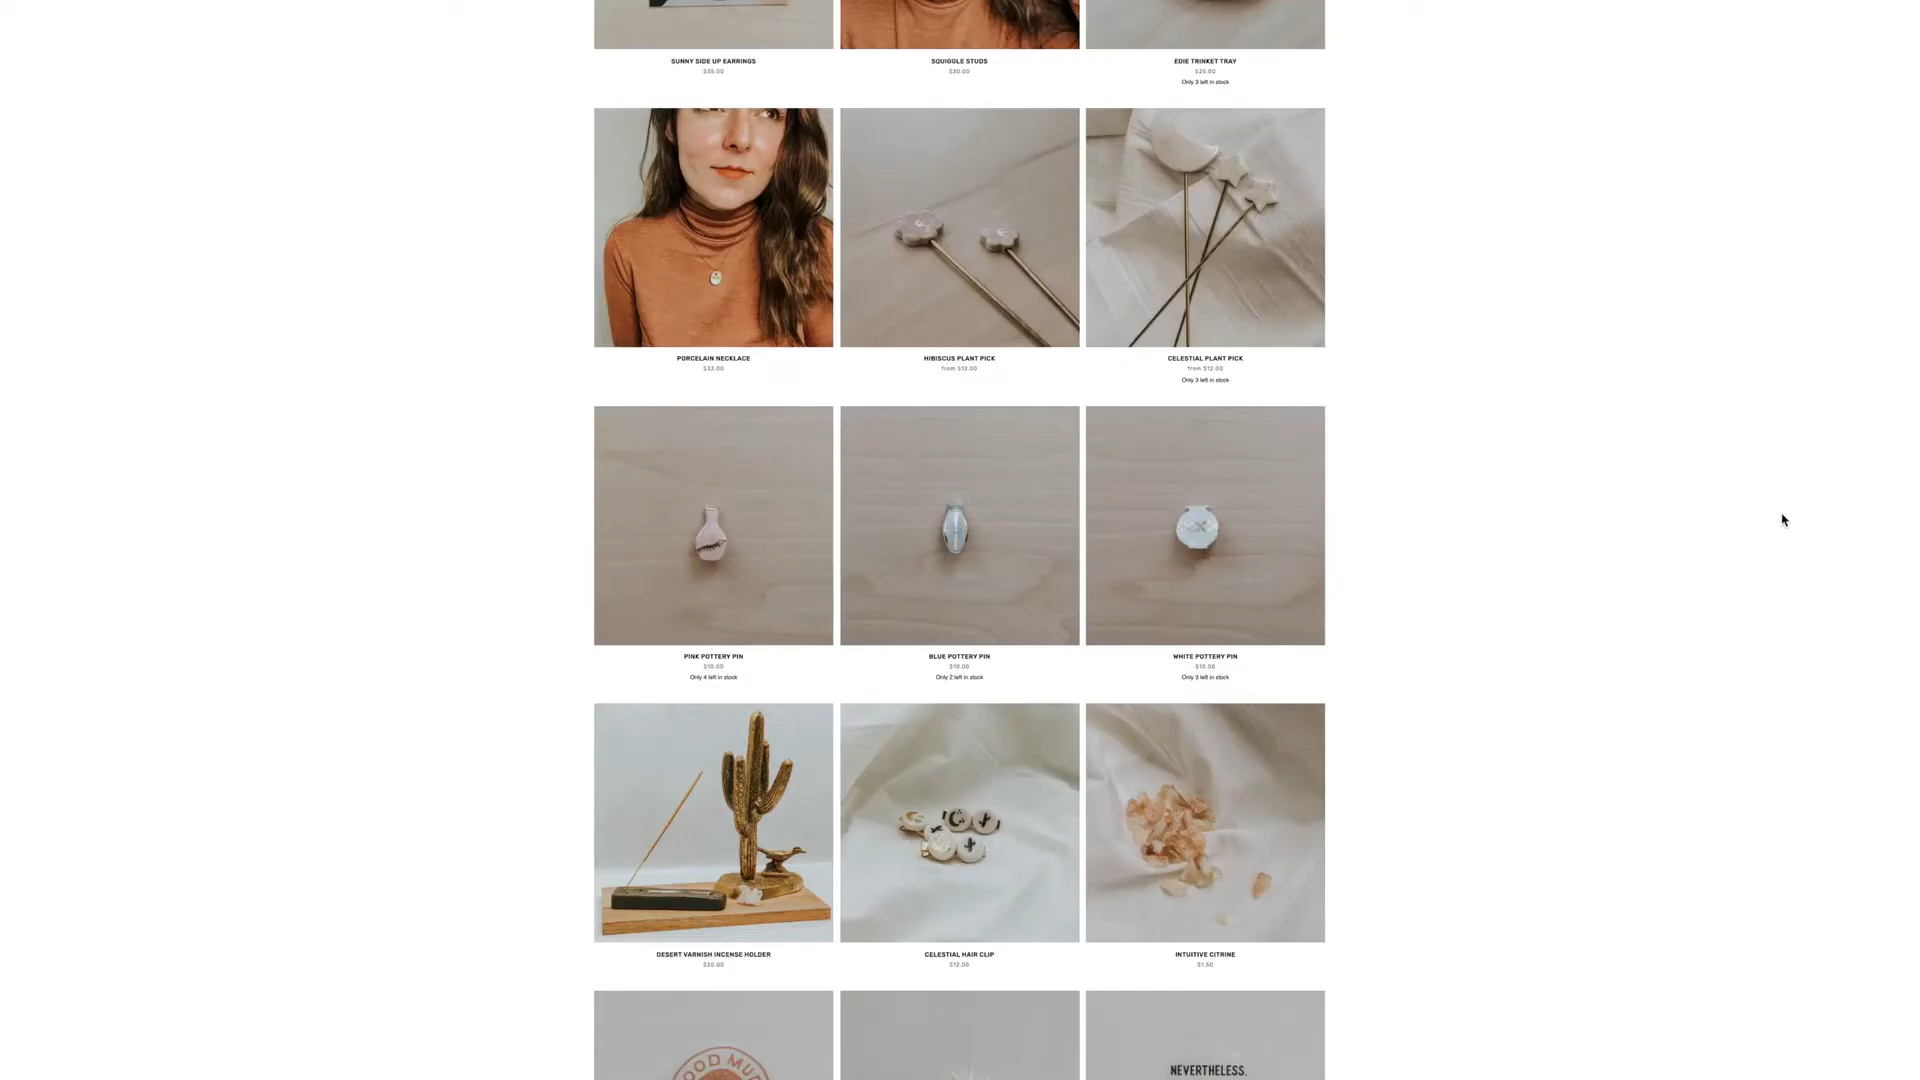 SUNNY SIDE UP EARRINGS
$38.00
SQUIGGLE STUDS
$30.00
EDIE TRINKET TRAY
$25.00
Only 3 left in stock
PORCELAIN NECKLACE
$32.00
HIBISCUS PLANT PICK
from $12.00
CELESTIAL PLANT PICK
from $12.00
Only 3 left in stock
PINK POTTERY PIN
$10.00
Only 4 left in stock
BLUE POTTERY PIN
$10.00
Only 2 left in stock
WHITE POTTERY PIN
$10.00
Only 3 left in stock
DESERT VARNISH INCENSE HOLDER
$20.00
CELESTIAL HAIR CLIP
$12.00
INTUITIVE CITRINE
$1.50
NEVERTHELESS,